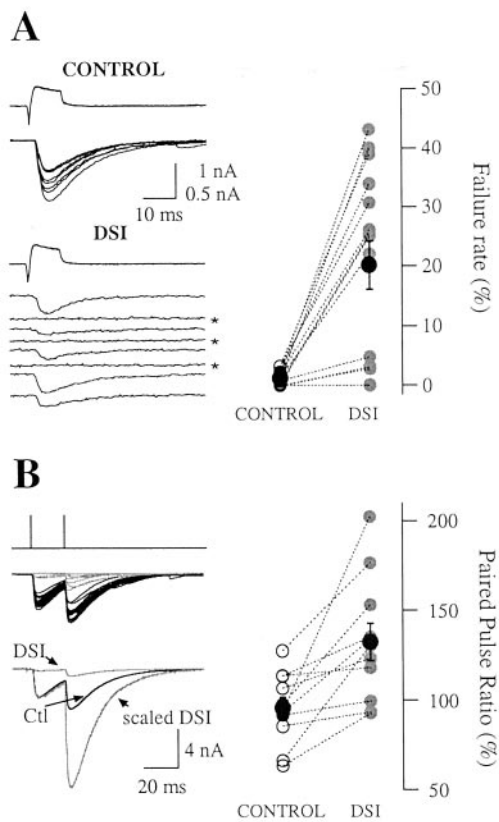 A
CONTROL
1 nA
0.5 nA
10 ms
DSI
*
*
*
50
40
30
20
10
0
Failure rate (%)
CONTROL
DSI
B
DSI
Ctl
scaled DSI
4 nA
20 ms
200
150
100
50
Paired Pulse Ratio (%)
CONTROL
DSI